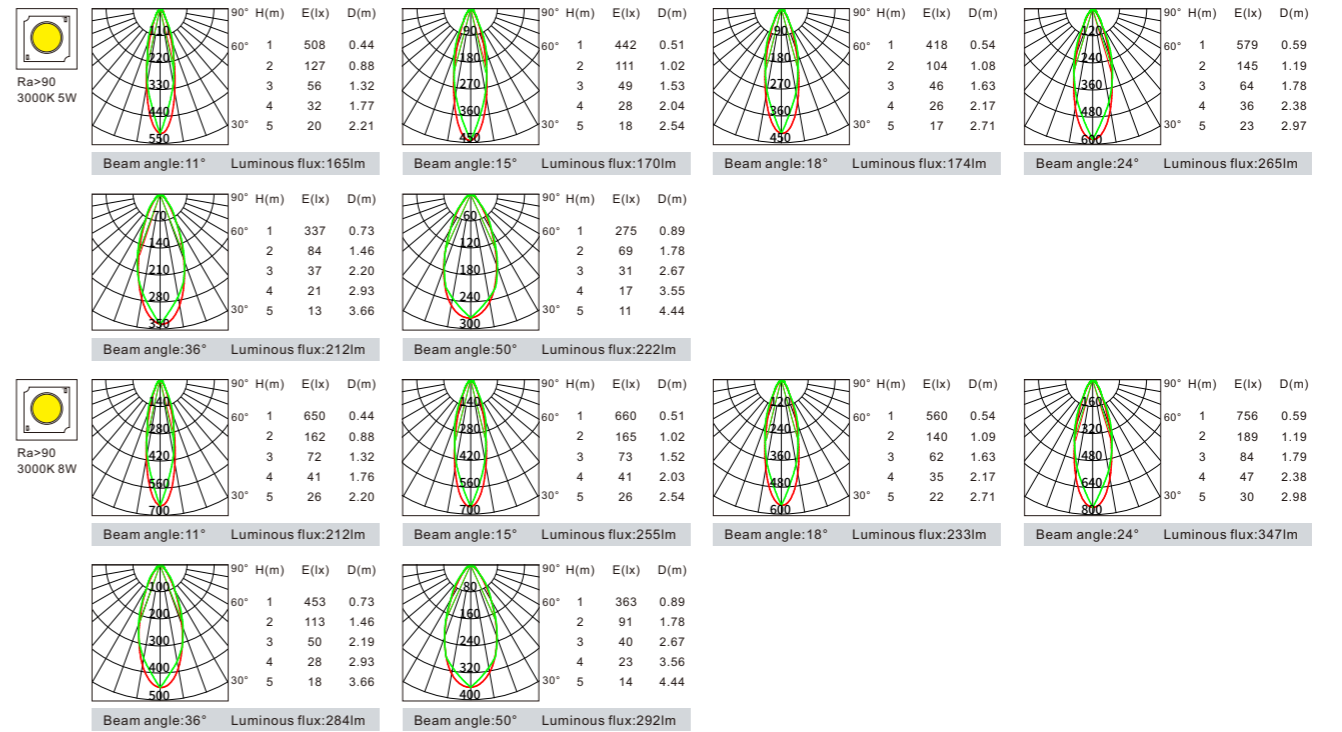 Ra>90
3000K 5W
90° H(m) E(lx) D(m)
110
60° 1 508 0.44
220
2 127 0.88
330
3 56 1.32
440
4 32 1.77
30° 5 20 2.21
550
Beam angle:11° Luminous flux:165lm
90° H(m) E(lx) D(m)
90
60° 1 442 0.51
180
2 111 1.02
270
3 49 1.53
360
4 28 2.04
30° 5 18 2.54
450
Beam angle:15° Luminous flux:170lm
90° H(m) E(lx) D(m)
90
60° 1 418 0.54
180
2 104 1.08
270
3 46 1.63
360
4 26 2.17
30° 5 17 2.71
450
Beam angle:18° Luminous flux:174lm
90° H(m) E(lx) D(m)
120
60° 1 579 0.59
240
2 145 1.19
360
3 64 1.78
480
4 36 2.38
30° 5 23 2.97
600
Beam angle:24° Luminous flux:265lm
90° H(m) E(lx) D(m)
70
60° 1 337 0.73
140
2 84 1.46
210
3 37 2.20
280
4 21 2.93
30° 5 13 3.66
350
Beam angle:36° Luminous flux:212lm
90° H(m) E(lx) D(m)
60
60° 1 275 0.89
120
2 69 1.78
180
3 31 2.67
240
4 17 3.55
30° 5 11 4.44
300
Beam angle:50° Luminous flux:222lm
Ra>90
3000K 8W
90° H(m) E(lx) D(m)
140
60° 1 650 0.44
280
2 162 0.88
420
3 72 1.32
560
4 41 1.76
30° 5 26 2.20
700
Beam angle:11° Luminous flux:212lm
90° H(m) E(lx) D(m)
140
60° 1 660 0.51
280
2 165 1.02
420
3 73 1.52
560
4 41 2.03
30° 5 26 2.54
700
Beam angle:15° Luminous flux:255lm
90° H(m) E(lx) D(m)
120
60° 1 560 0.54
240
2 140 1.09
360
3 62 1.63
480
4 35 2.17
30° 5 22 2.71
600
Beam angle:18° Luminous flux:233lm
90° H(m) E(lx) D(m)
160
60° 1 756 0.59
320
2 189 1.19
480
3 84 1.79
640
4 47 2.38
30° 5 30 2.98
800
Beam angle:24° Luminous flux:347lm
90° H(m) E(lx) D(m)
100
60° 1 453 0.73
200
2 113 1.46
300
3 50 2.19
400
4 28 2.93
30° 5 18 3.66
500
Beam angle:36° Luminous flux:284lm
90° H(m) E(lx) D(m)
80
60° 1 363 0.89
160
2 91 1.78
240
3 40 2.67
320
4 23 3.56
30° 5 14 4.44
400
Beam angle:50° Luminous flux:292lm